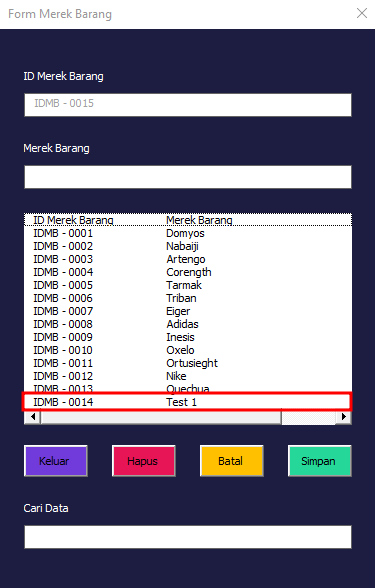 Form Merek Barang
ID Merek Barang
IDMB - 0015
Merek Barang
ID Merek Barang Merek Barang
IDMB - 0001 Domyos
IDMB - 0002 Nabaiji
IDMB - 0003 Artengo
IDMB - 0004 Corength
IDMB - 0005 Tarmak
IDMB - 0006 Triban
IDMB - 0007 Eiger
IDMB - 0008 Adidas
IDMB - 0009 Inesis
IDMB - 0010 Oxelo
IDMB - 0011 Ortusieght
IDMB - 0012 Nike
IDMB - 0013 Quechua
IDMB - 0014 Test 1
Keluar Hapus Batal Simpan
Cari Data